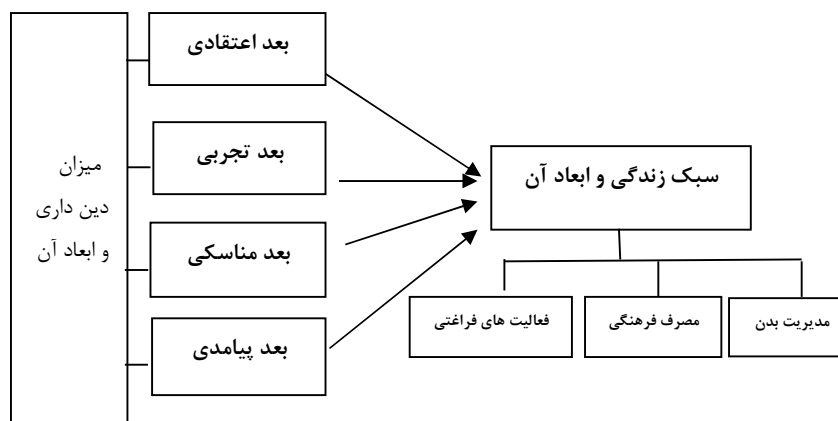 میزان
دین داری
و ابعاد آن
بعد اعتقادی
بعد تجربی
بعد مناسکی
بعد پیامدی
سبک زندگی و ابعاد آن
مدیریت بدن
مصرف فرهنگی
فعالیت های فراغتی